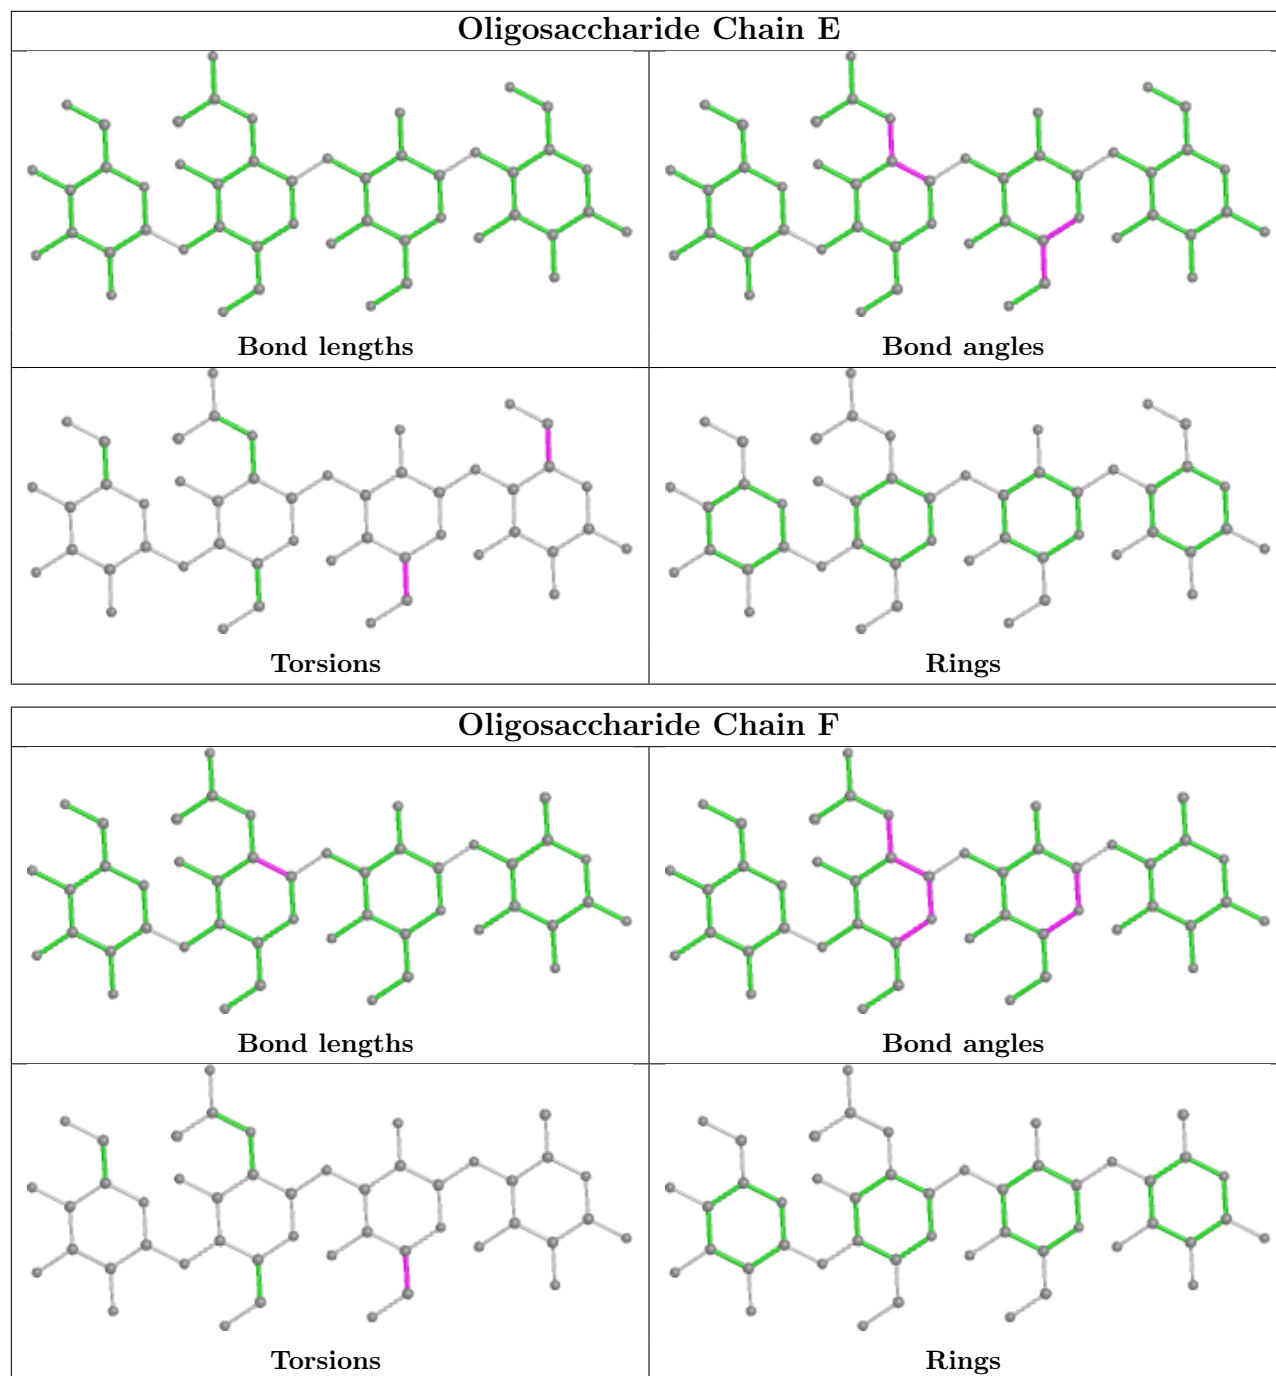 Oligosaccharide Chain E
Bond lengths
Bond angles
Torsions
Rings
Oligosaccharide Chain F
Bond lengths
Bond angles
Torsions
Rings